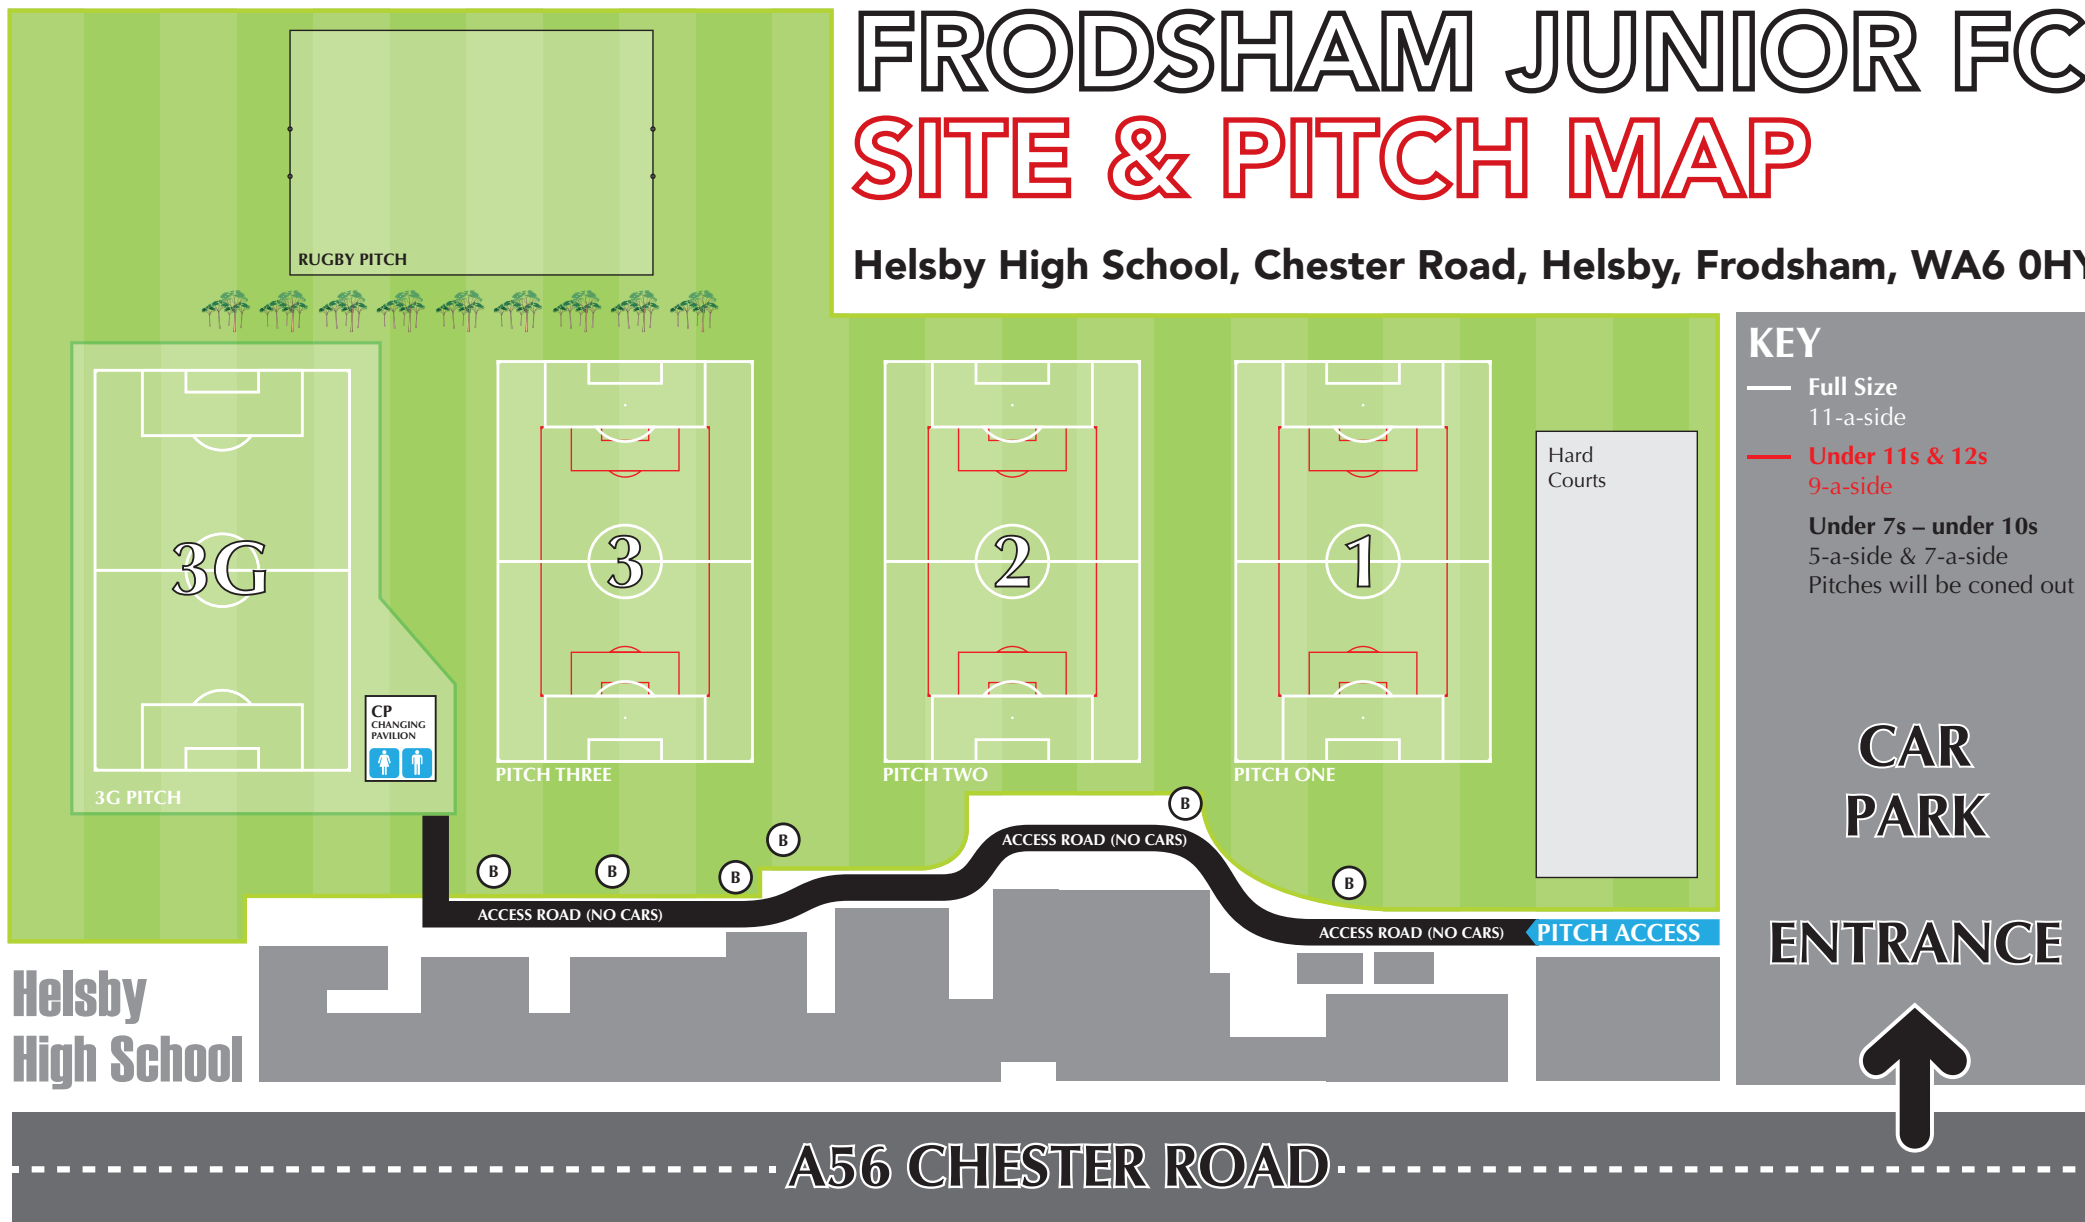 FRODSHAM JUNIOR FC
SITE & PITCH MAP
Helsby High School, Chester Road, Helsby, Frodsham, WA6 0HY
RUGBY PITCH
KEY
Full Size
11-a-side
Under 11s & 12s
9-a-side
Under 7s – under 10s
5-a-side & 7-a-side
Pitches will be coned out
Hard
Courts
3G
3
2
1
CP
CHANGING
PAVILION
3G PITCH
PITCH THREE
PITCH TWO
PITCH ONE
CAR
PARK
B
B
B
B
B
B
ACCESS ROAD (NO CARS)
ACCESS ROAD (NO CARS)
ACCESS ROAD (NO CARS)
PITCH ACCESS
ENTRANCE
Helsby
High School
A56 CHESTER ROAD